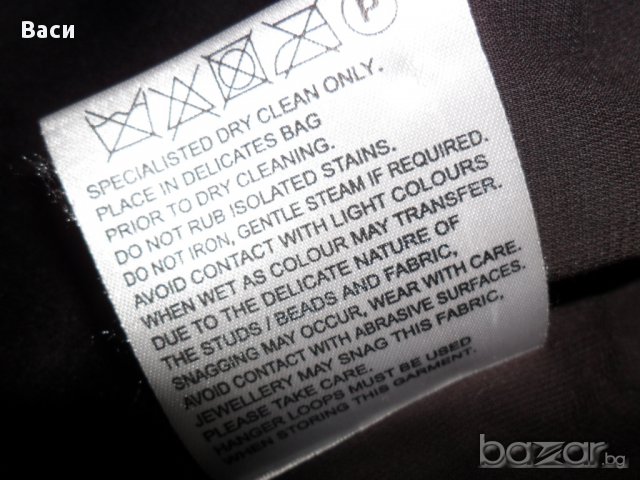 Васи
P
SPECIALISTED DRY CLEAN ONLY.
PLACE IN DELICATES BAG
PRIOR TO DRY CLEANING.
DO NOT RUB ISOLATED STAINS.
DO NOT IRON, GENTLE STEAM IF REQUIRED.
AVOID CONTACT WITH LIGHT COLOURS
WHEN WET AS COLOUR MAY TRANSFER.
DUE TO THE DELICATE NATURE OF
THE STUDS / BEADS AND FABRIC,
SNAGGING MAY OCCUR, WEAR WITH CARE.
AVOID CONTACT WITH ABRASIVE SURFACES.
JEWELLERY MAY SNAG THIS FABRIC.
PLEASE TAKE CARE.
HANGER LOOPS MUST BE USED
WHEN STORING THIS GARMENT.
bazar.bg